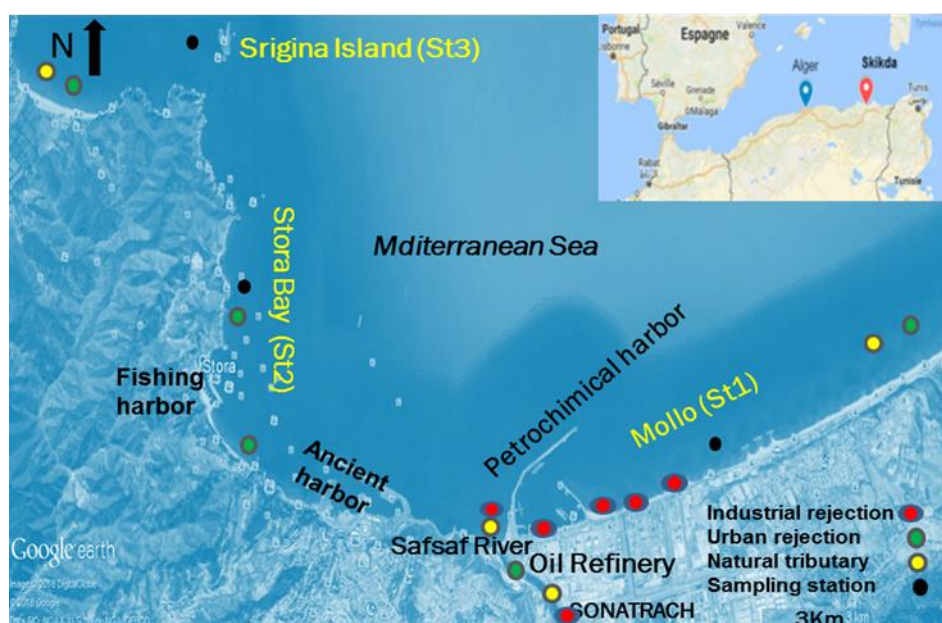 N
Srigina Island (St3)
Portugal
Lisbonne
Espagne
Valence
Séville
Grenade
Málaga
Gibraltar
Rabat
Alger
Skikda
Tunis
Tunisie
Mditerranean Sea
Stora Bay (St2)
Stora
Fishing
harbor
Ancient
harbor
Petrochimical harbor
Mollo (St1)
Safsaf River
Oil Refinery
SONATRACH
Industrial rejection
Urban rejection
Natural tributary
Sampling station
3Km
Google earth